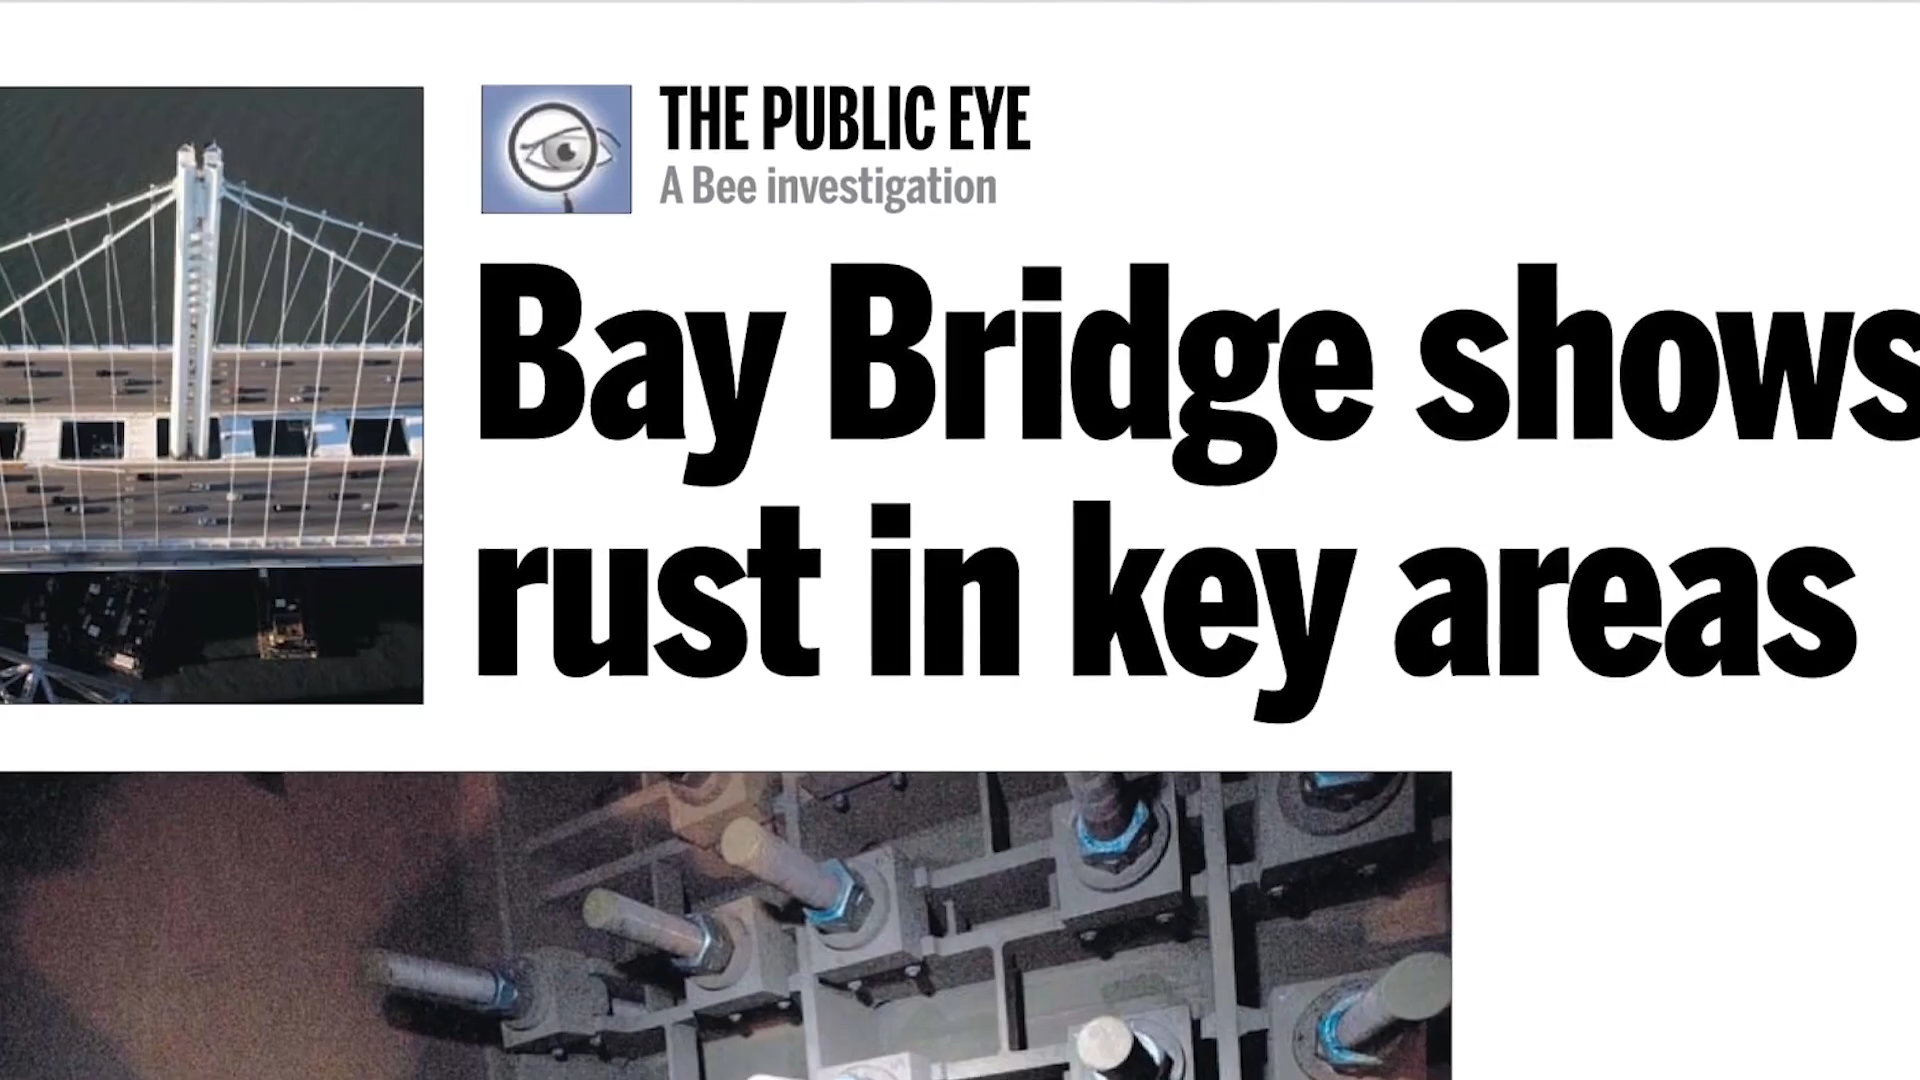 THE PUBLIC EYE
A Bee investigation
Bay Bridge shows
rust in key areas